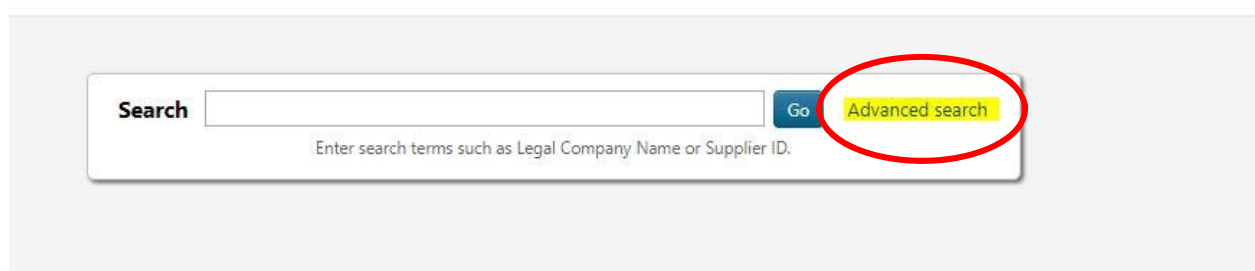 Search Go Advanced search
Enter search terms such as Legal Company Name or Supplier ID.